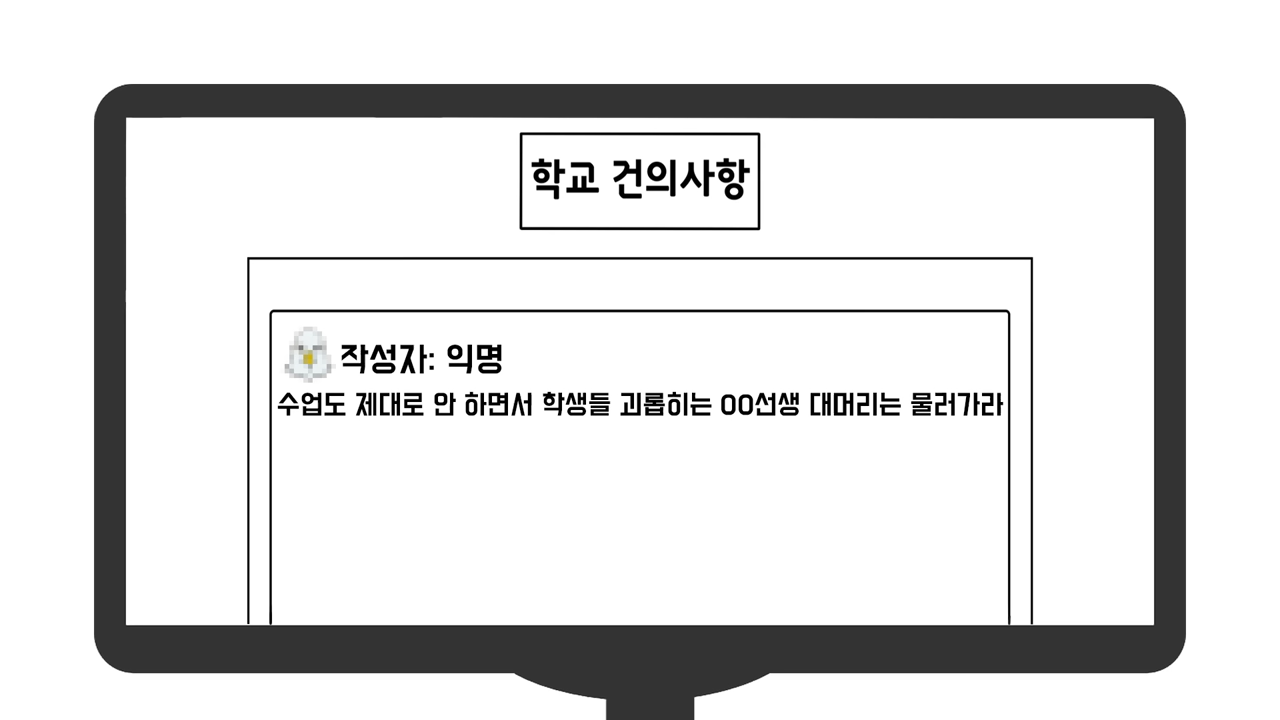 학교 건의사항
작성자: 익명
수업도 제대로 안 하면서 학생들 괴롭히는 OO선생 대머리는 물러가라